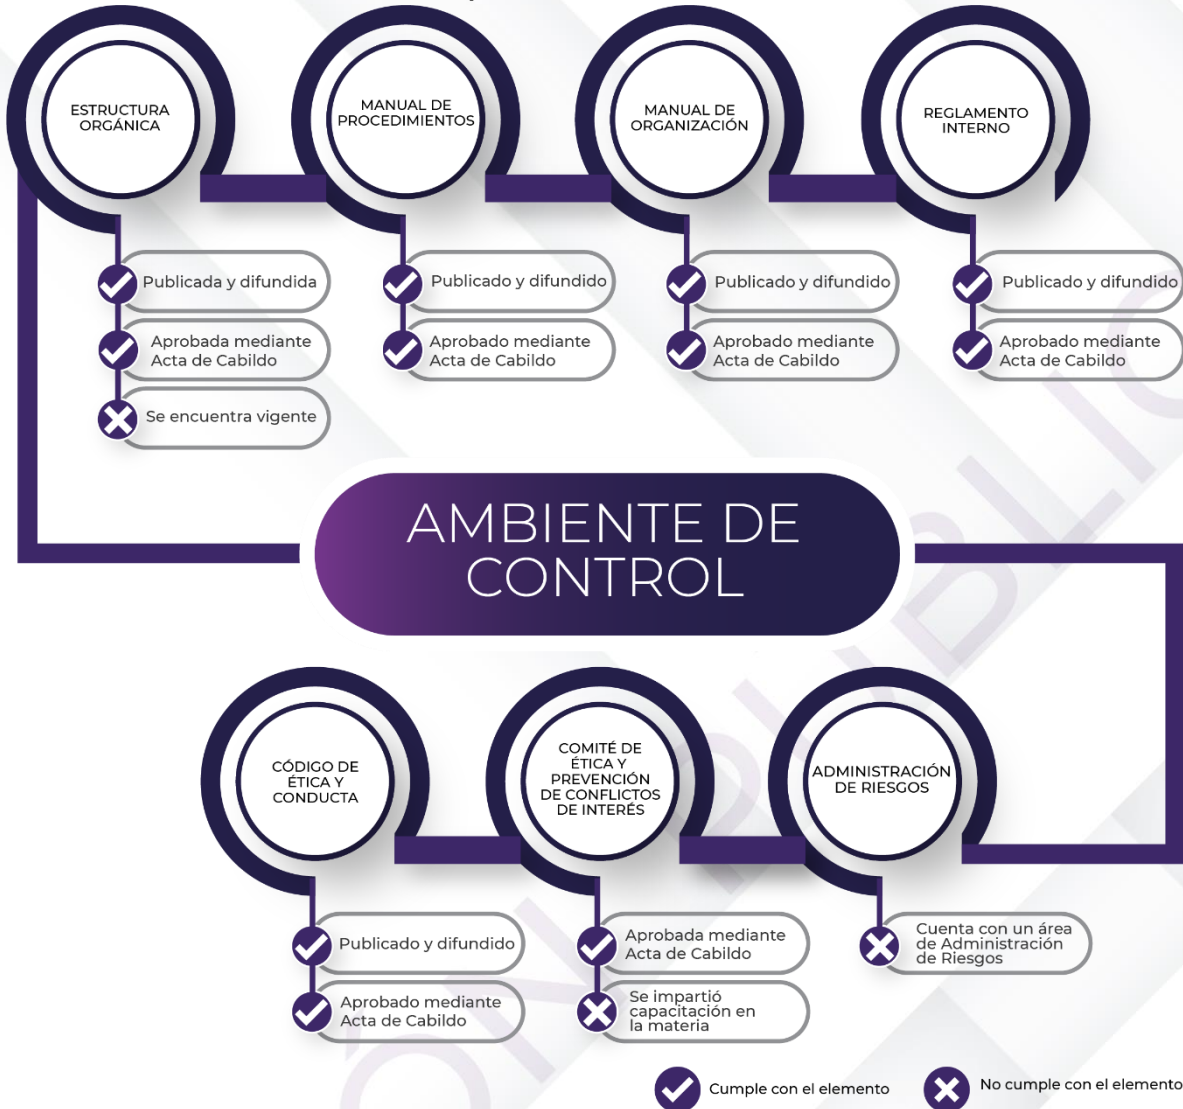 ESTRUCTURA
ORGÁNICA
MANUAL DE
PROCEDIMIENTOS
MANUAL DE
ORGANIZACIÓN
REGLAMENTO
INTERNO
Publicada y difundida
Aprobada mediante
Acta de Cabildo
Se encuentra vigente
Publicado y difundido
Aprobado mediante
Acta de Cabildo
Publicado y difundido
Aprobado mediante
Acta de Cabildo
Publicado y difundido
Aprobado mediante
Acta de Cabildo
AMBIENTE DE
CONTROL
CÓDIGO DE
ÉTICA Y
CONDUCTA
COMITÉ DE
ÉTICA Y
PREVENCIÓN
DE CONFLICTOS
DE INTERÉS
ADMINISTRACIÓN
DE RIESGOS
Publicado y difundido
Aprobado mediante
Acta de Cabildo
Aprobada mediante
Acta de Cabildo
Se impartió
capacitación en
la materia
Cuenta con un área
de Administración
de Riesgos
Cumple con el elemento
No cumple con el elemento